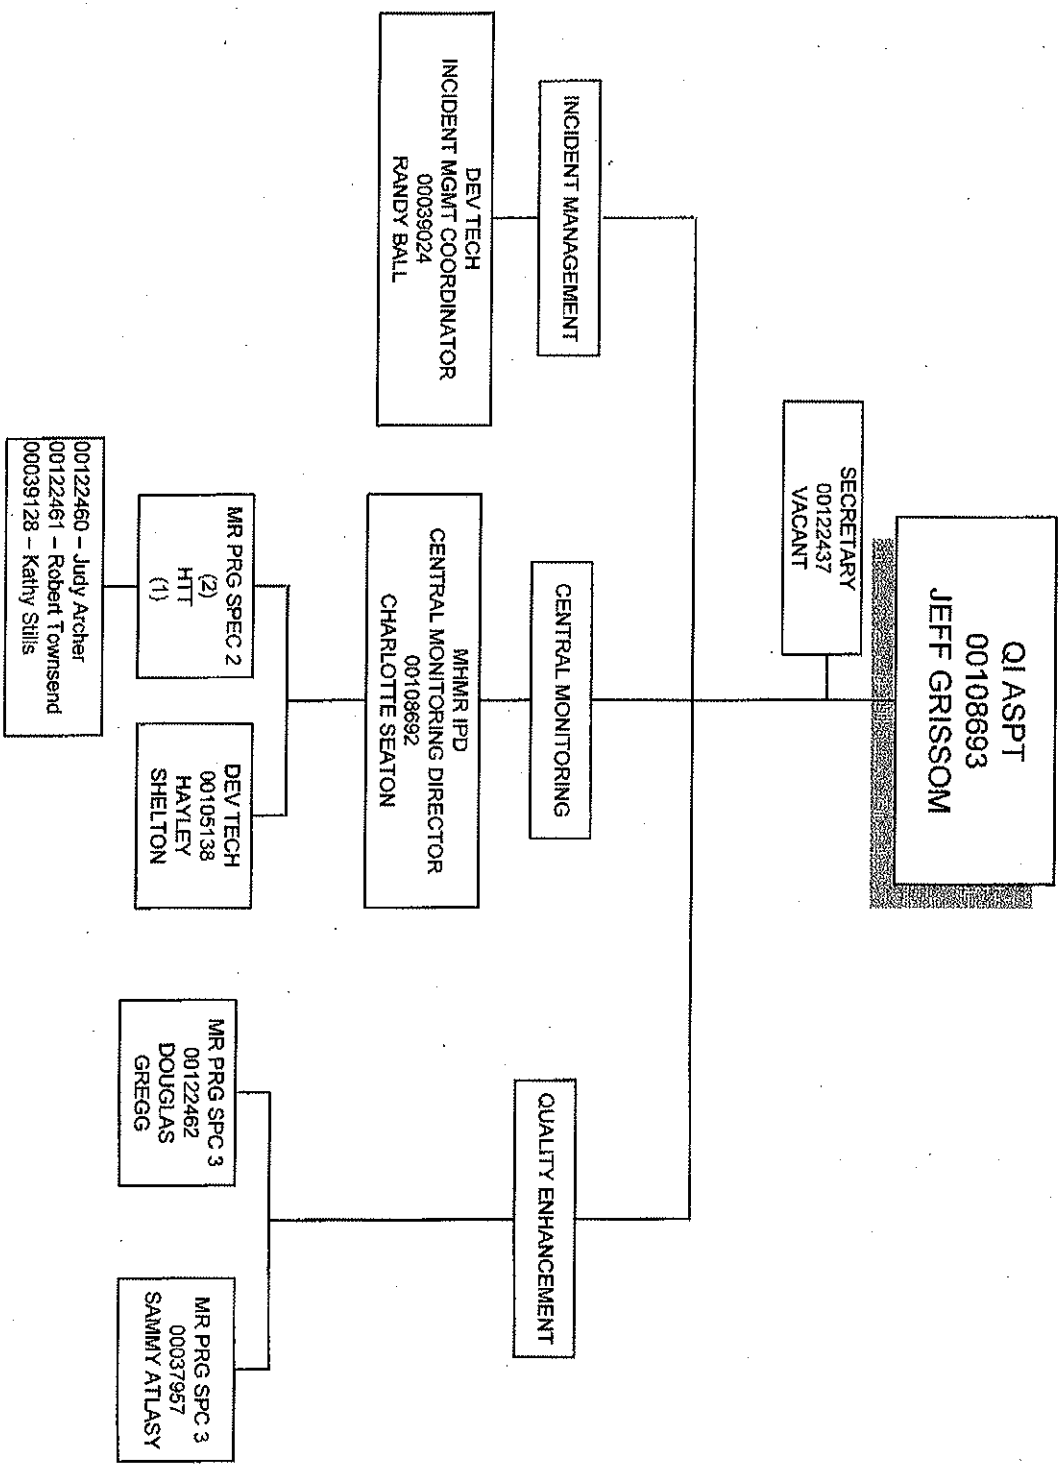 QI ASPT
00108693
JEFF GRISSOM
SECRETARY
00122437
VACANT
INCIDENT MANAGEMENT
DEV TECH
INCIDENT MGMT COORDINATOR
00039024
RANDY BALL
CENTRAL MONITORING
MHMR IPD
CENTRAL MONITORING DIRECTOR
00108692
CHARLOTTE SEATON
MR PRG SPEC 2
(2)
HTT
(1)
00122460 – Judy Archer
00122461 – Robert Townsend
00039128 – Kathy Stills
DEV TECH
00105138
HAYLEY
SHELTON
QUALITY ENHANCEMENT
MR PRG SPC 3
00122462
DOUGLAS
GREGG
MR PRG SPC 3
00037957
SAMMY ATLASY